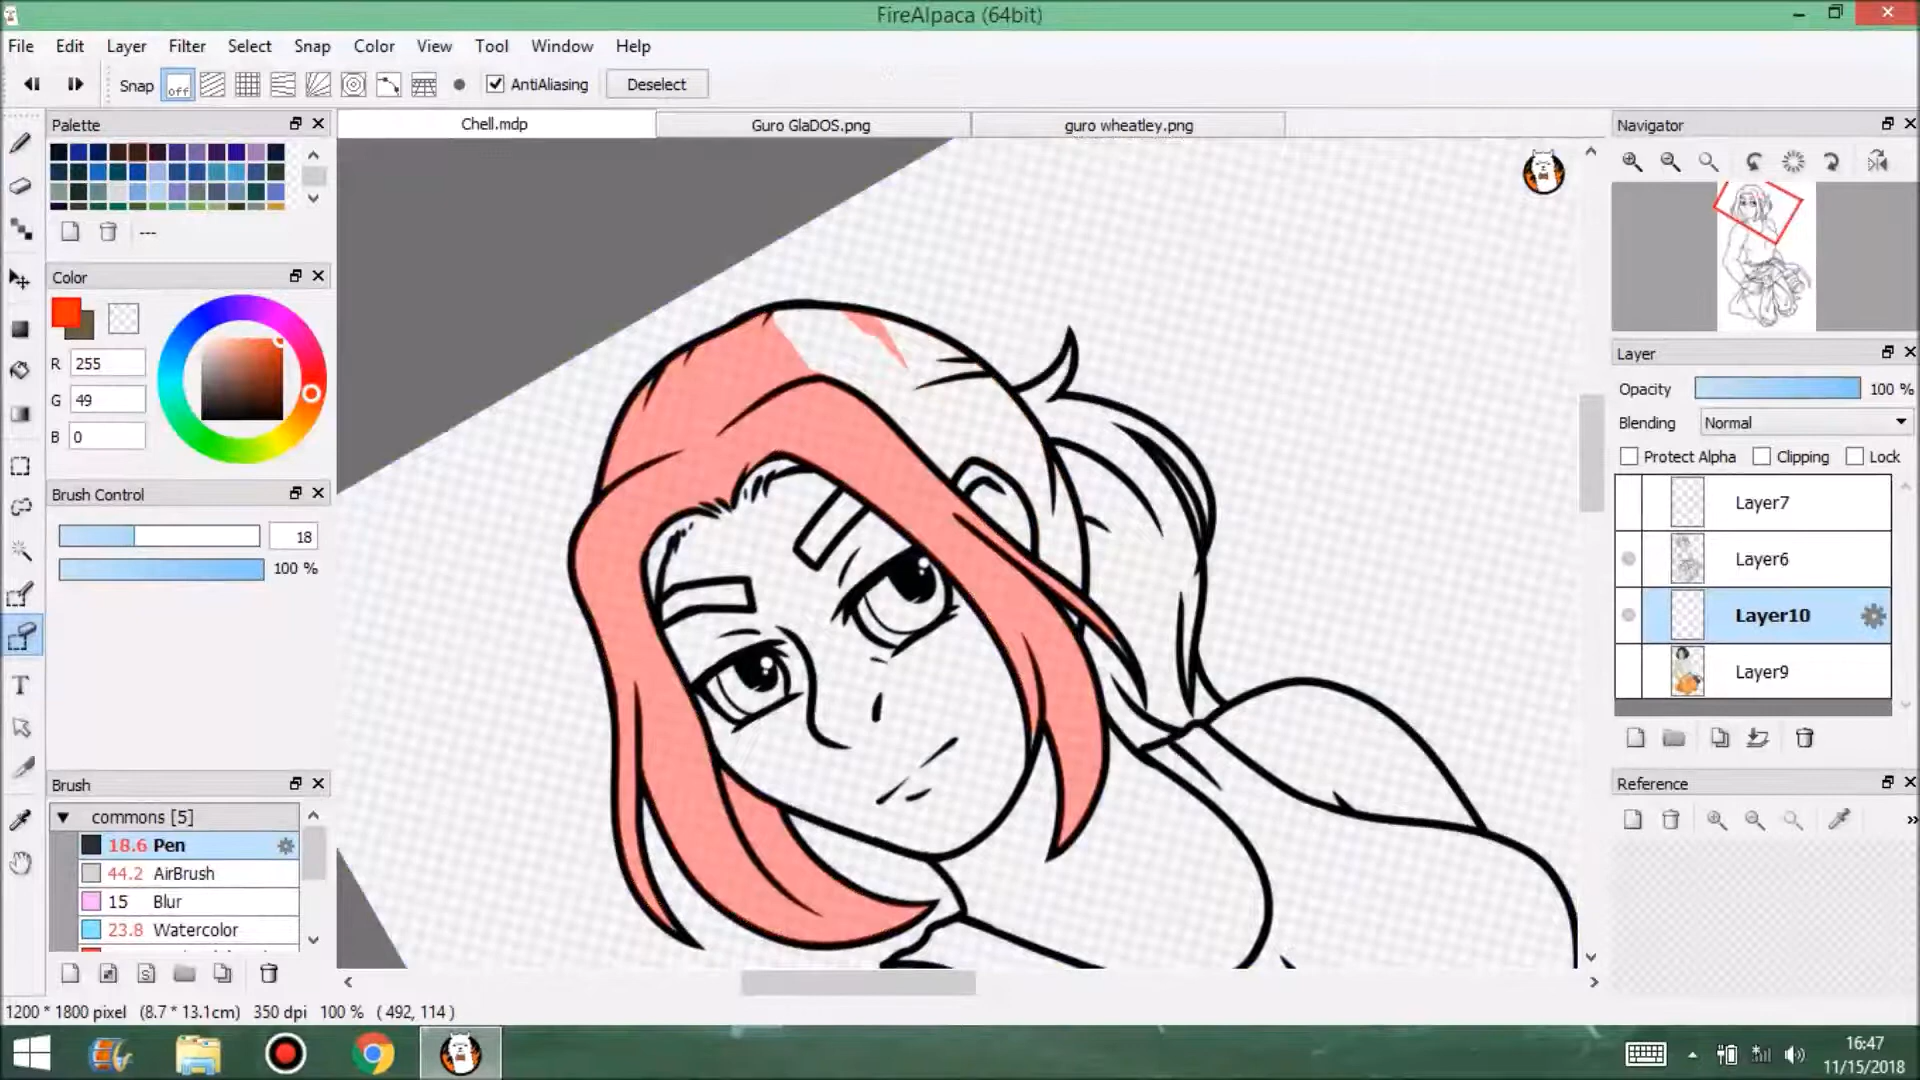 FireAlpaca (64bit)
File Edit Layer Filter Select Snap Color View Tool Window Help
Snap off AntiAliasing Deselect
Palette
Chell.mdp
Guro GlaDOS.png
guro wheatley.png
Navigator
---
Color
R 255
G 49
B 0
Brush Control
18
100 %
Layer
Opacity 100 %
Blending Normal
Protect Alpha Clipping Lock
Layer7
Layer6
Layer10
Layer9
Brush
commons [5]
18.6 Pen
44.2 AirBrush
15 Blur
23.8 Watercolor
Reference
1200 * 1800 pixel (8.7 * 13.1cm) 350 dpi 100 % ( 492, 114 )
16:47
11/15/2018